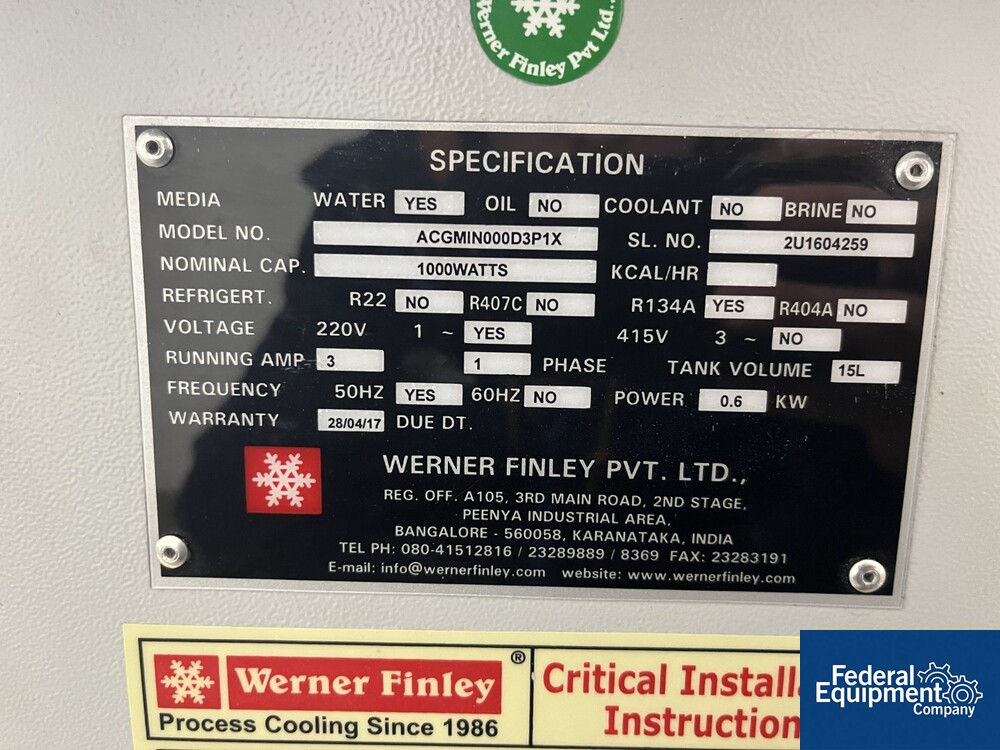 Werner Finley Pvt Ltd..
SPECIFICATION
MEDIA WATER YES OIL NO COOLANT NO BRINE NO
MODEL NO. ACGMIN000D3P1X SL. NO. 2U1604259
NOMINAL CAP. 1000WATTS KCAL/HR
REFRIGERT. R22 NO R407C NO R134A YES R404A NO
VOLTAGE 220V 1 ~ YES 415V 3 ~ NO
RUNNING AMP 3 1 PHASE TANK VOLUME 15L
FREQUENCY 50HZ YES 60HZ NO POWER 0.6 KW
WARRANTY 28/04/17 DUE DT.
WERNER FINLEY PVT. LTD.,
REG. OFF. A105, 3RD MAIN ROAD, 2ND STAGE,
PEENYA INDUSTRIAL AREA,
BANGALORE - 560058, KARANATAKA, INDIA
TEL PH: 080-41512816 / 23289889 / 8369 FAX: 23283191
E-mail: info@wernerfinley.com website: www.wernerfinley.com
Werner Finley ®
Process Cooling Since 1986
Critical Installa
Instruction
Federal
Equipment
Company